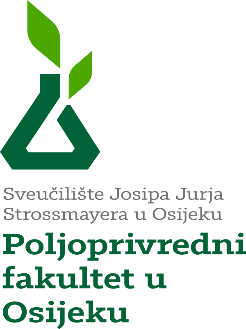 Sveučilište Josipa Jurja
Strossmayera u Osijeku
Poljoprivredni
fakultet u
Osijeku